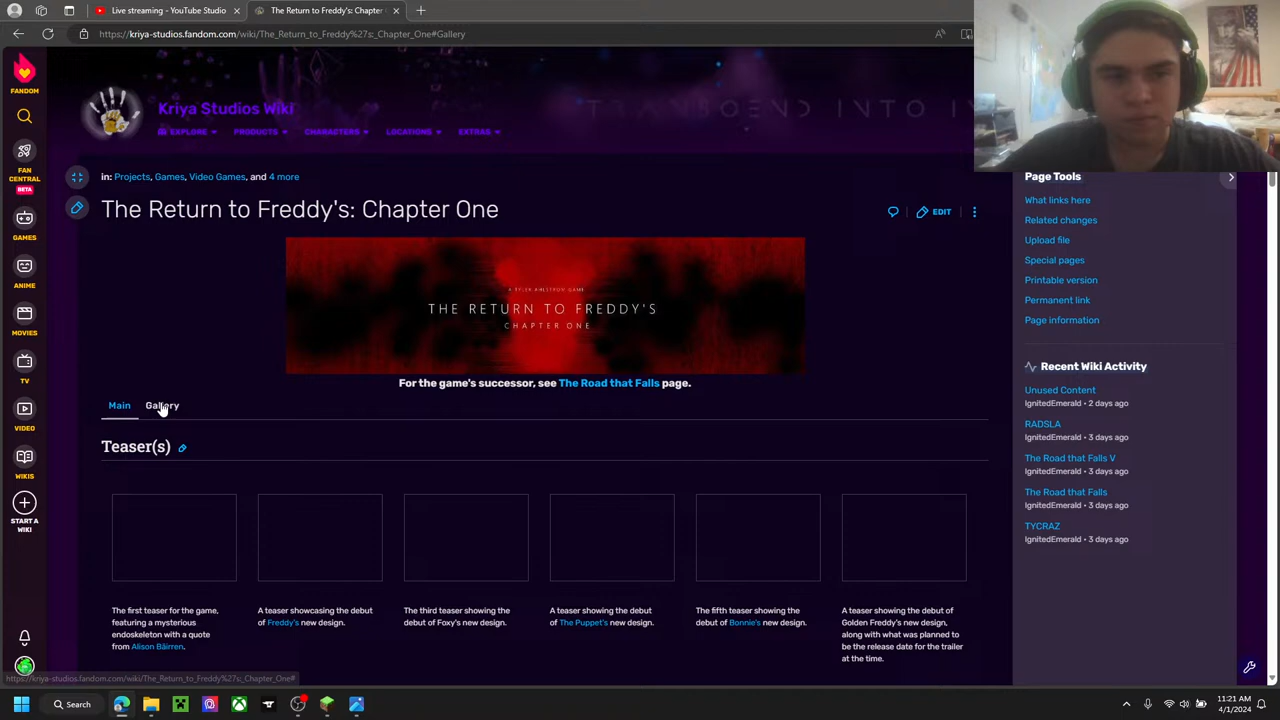 Live streaming - YouTube S
The Return to Freddy's: Chapter
https://kriya-studios.fandom.com/wiki/The_Return_to_Freddy%27s:_Chapter_One#Gallery
FANDOM
FAN
CENTRAL
BETA
GAMES
ANIME
MOVIES
TV
VIDEO
WIKIS
START A
WIKI
Kriya Studios Wiki
EXPLORE PRODUCTS CHARACTERS LOCATIONS EXTRAS
in: Projects, Games, Video Games, and 4 more
The Return to Freddy's: Chapter One
EDIT
A TYLER AHLSTROM GAME
THE RETURN TO FREDDY'S
CHAPTER ONE
For the game's successor, see The Road that Falls page.
Main Gallery
Teaser(s)
The first teaser for the game,
featuring a mysterious
endoskeleton with a quote
from Alison Bäirren.
A teaser showcasing the debut
of Freddy's new design.
The third teaser showing the
debut of Foxy's new design.
A teaser showing the debut
of The Puppet's new design.
The fifth teaser showing the
debut of Bonnie's new design.
A teaser showing the debut of
Golden Freddy's new design,
along with what was planned to
be the release date for the trailer
at the time.
Page Tools
What links here
Related changes
Upload file
Special pages
Printable version
Permanent link
Page information
Recent Wiki Activity
Unused Content
IgnitedEmerald • 2 days ago
RADSLA
IgnitedEmerald • 3 days ago
The Road that Falls V
IgnitedEmerald • 3 days ago
The Road that Falls
IgnitedEmerald • 3 days ago
TYCRAZ
IgnitedEmerald • 3 days ago
https://kriya-studios.fandom.com/wiki/The_Return_to_Freddy%27s:_Chapter_One#
Search
11:21 AM
4/1/2024